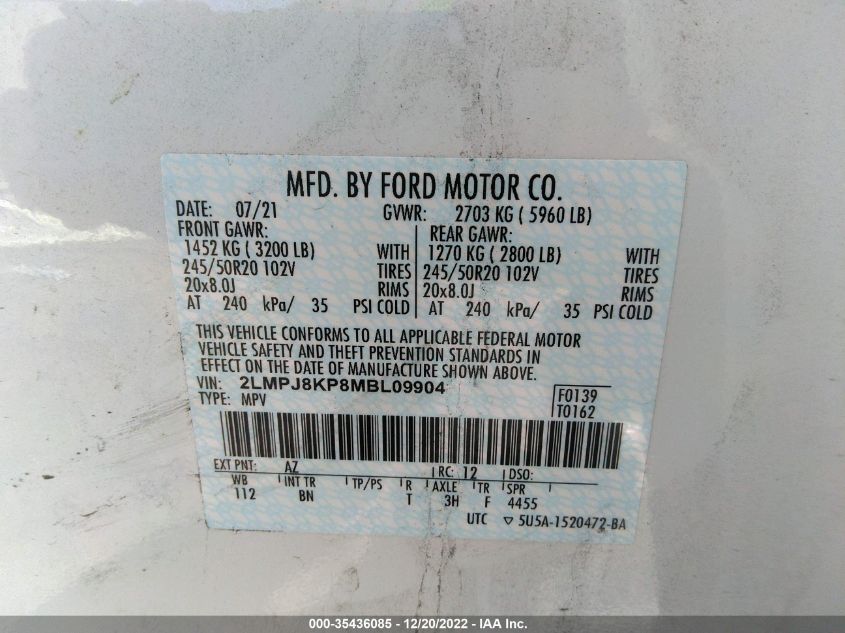 MFD. BY FORD MOTOR CO.
DATE: 07/21 GVWR: 2703 KG ( 5960 LB)
FRONT GAWR: REAR GAWR:
1452 KG ( 3200 LB) WITH 1270 KG ( 2800 LB) WITH
245/50R20 102V TIRES 245/50R20 102V TIRES
20x8.0J RIMS 20x8.0J RIMS
AT 240 kPa/ 35 PSI COLD AT 240 kPa/ 35 PSI COLD
THIS VEHICLE CONFORMS TO ALL APPLICABLE FEDERAL MOTOR
VEHICLE SAFETY AND THEFT PREVENTION STANDARDS IN
EFFECT ON THE DATE OF MANUFACTURE SHOWN ABOVE.
VIN: 2LMPJ8KP8MBL09904 F0139
TYPE: MPV T0162
EXT PNT: AZ RC: 12 DSO:
WB INT TR TP/PS R AXLE TR SPR
112 BN T 3H F 4455
UTC ▽ 5U5A-1520472-BA
000-35436085 - 12/20/2022 - IAA Inc.